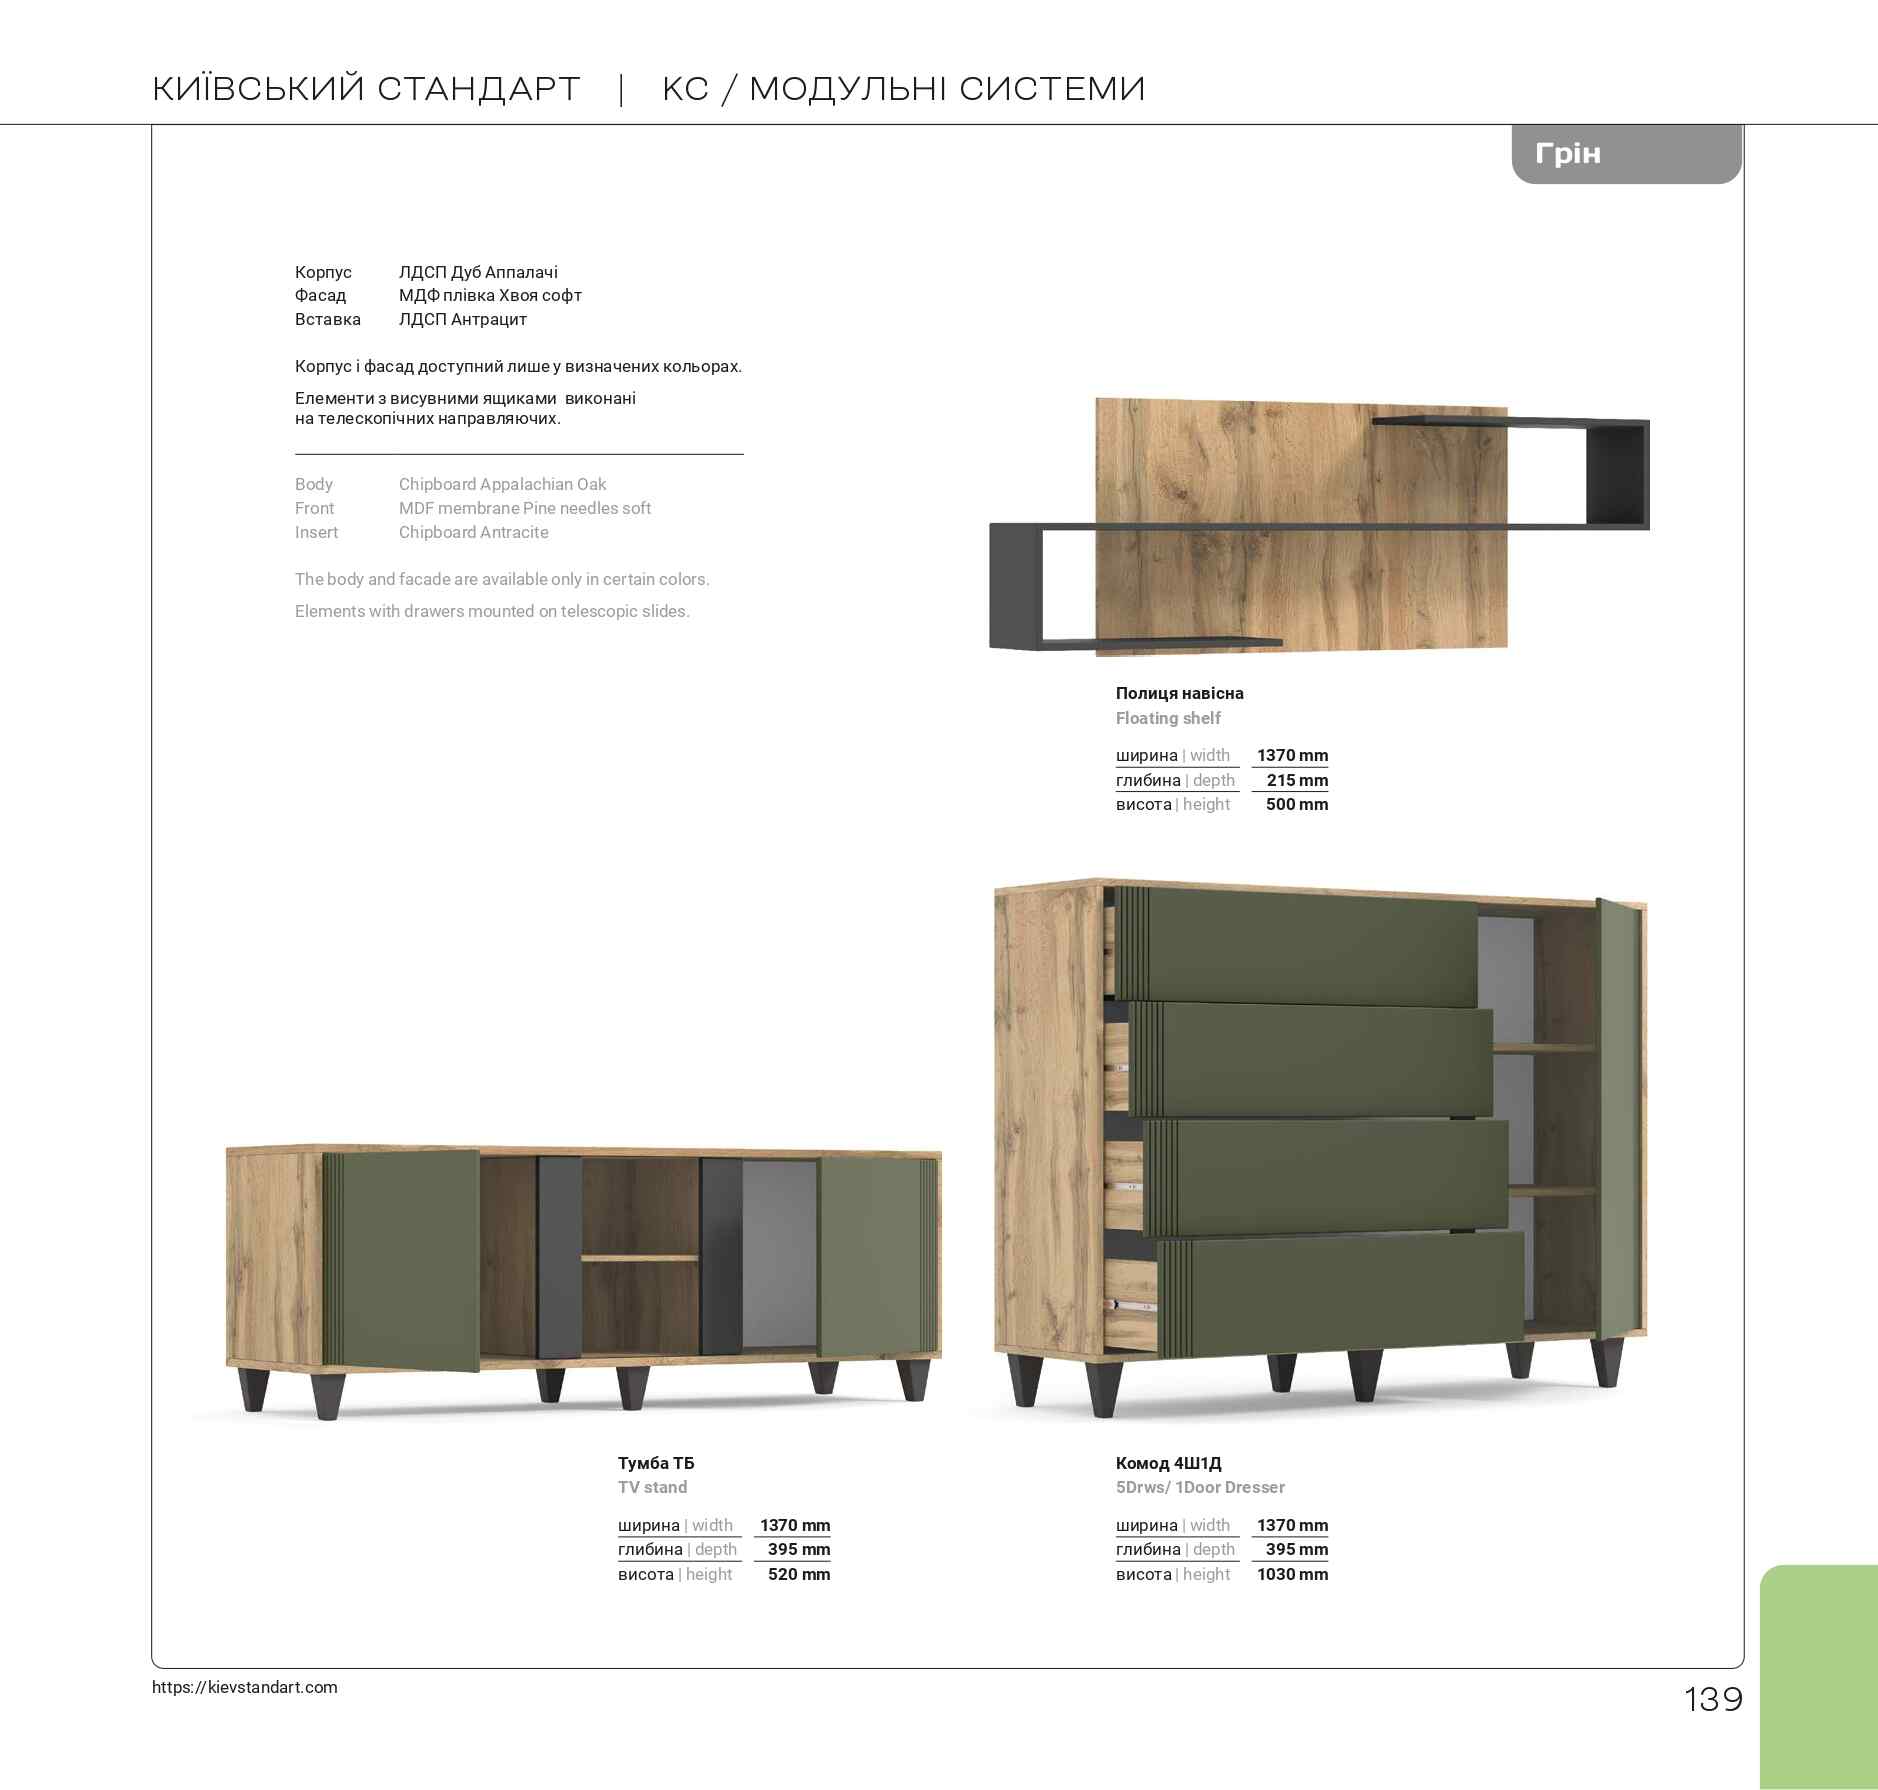 КИЇВСЬКИЙ СТАНДАРТ | КС / МОДУЛЬНІ СИСТЕМИ
Грін
Корпус ЛДСП Дуб Аппалачі
Фасад МДФ плівка Хвоя софт
Вставка ЛДСП Антрацит
Корпус і фасад доступний лише у визначених кольорах.
Елементи з висувними ящиками виконані
на телескопічних направляючих.
Body Chipboard Appalachian Oak
Front MDF membrane Pine needles soft
Insert Chipboard Antracite
The body and facade are available only in certain colors.
Elements with drawers mounted on telescopic slides.
Полиця навісна
Floating shelf
ширина | width 1370 mm
глибина | depth 215 mm
висота | height 500 mm
Тумба ТБ
TV stand
ширина | width 1370 mm
глибина | depth 395 mm
висота | height 520 mm
Комод 4Ш1Д
5Drws/ 1Door Dresser
ширина | width 1370 mm
глибина | depth 395 mm
висота | height 1030 mm
https://kievstandart.com
139